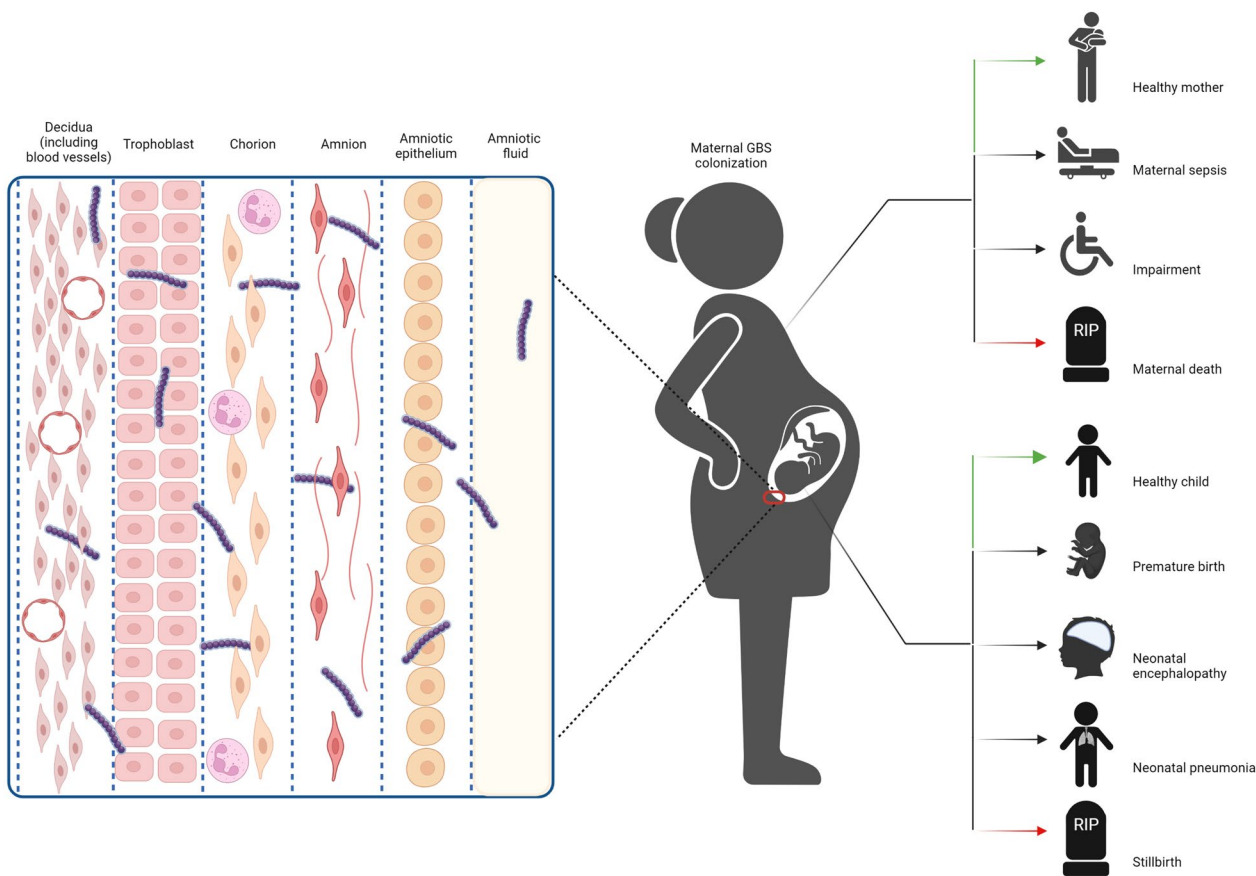 Decidua
(including
blood vessels)
Trophoblast
Chorion
Amnion
Amniotic
epithelium
Amniotic
fluid
Maternal GBS
colonization
Healthy mother
Maternal sepsis
Impairment
RIP
Maternal death
Healthy child
Premature birth
Neonatal
encephalopathy
Neonatal pneumonia
RIP
Stillbirth